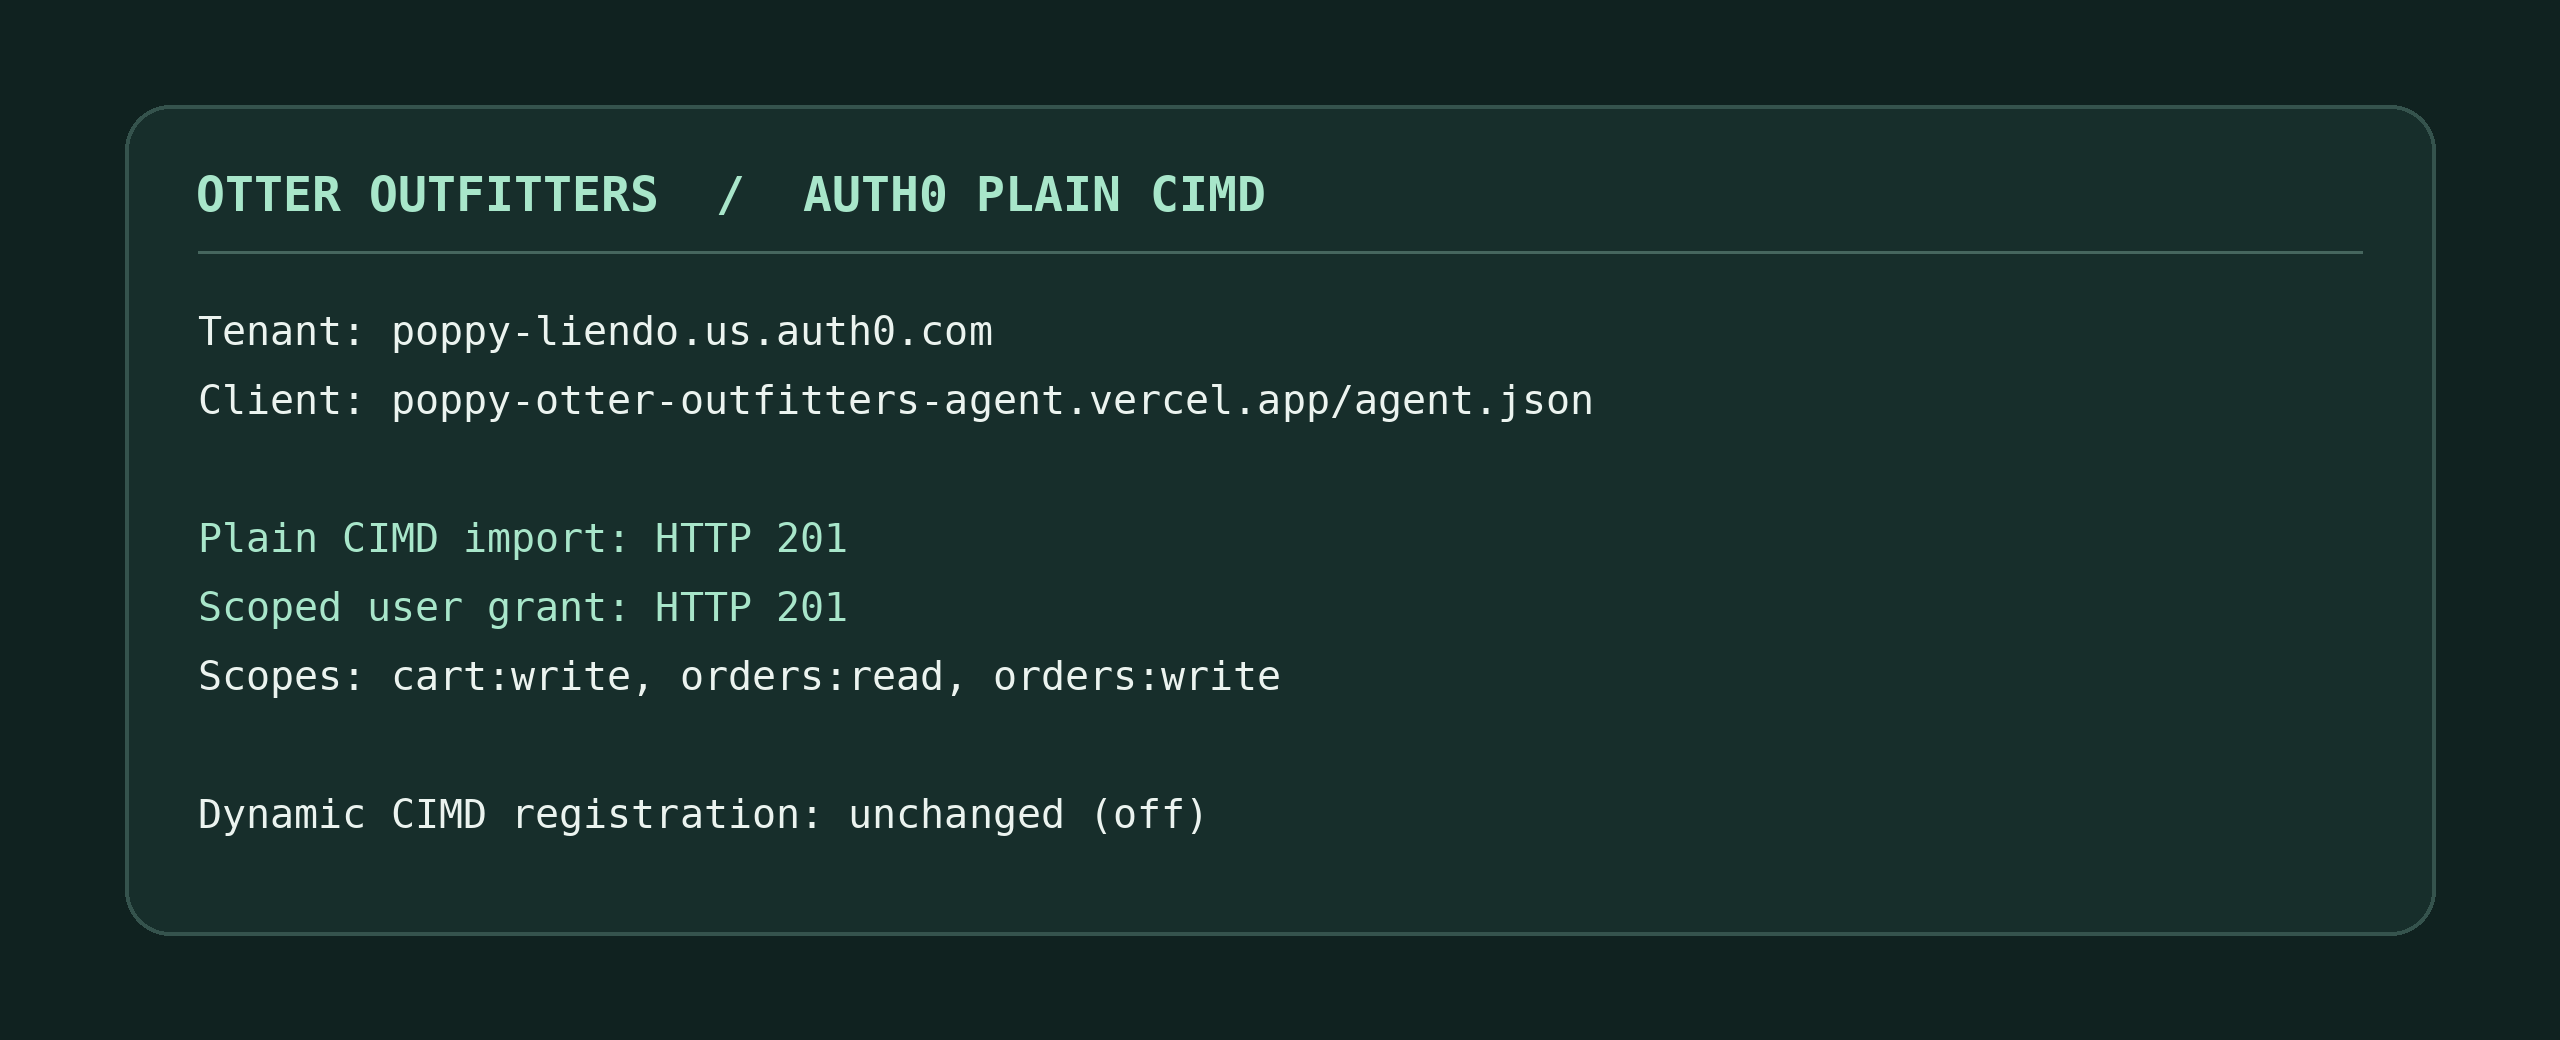 OTTER OUTFITTERS / AUTH0 PLAIN CIMD
Tenant: poppy-liendo.us.auth0.com
Client: poppy-otter-outfitters-agent.vercel.app/agent.json
Plain CIMD import: HTTP 201
Scoped user grant: HTTP 201
Scopes: cart:write, orders:read, orders:write
Dynamic CIMD registration: unchanged (off)